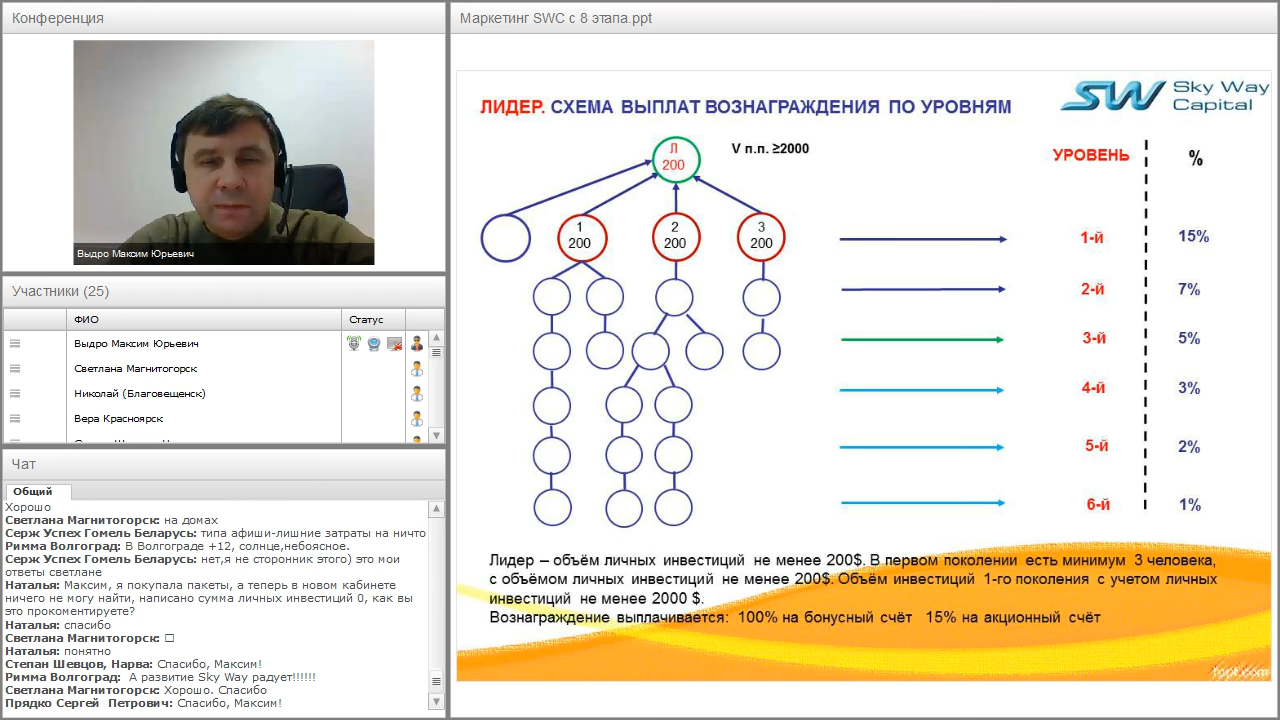 Конференция
Выдро Максим Юрьевич
Участники (25)
ФИО
Статус
Выдро Максим Юрьевич
Светлана Магнитогорск
Николай (Благовещенск)
Вера Красноярск
Чат
Общий
Хорошо
Светлана Магнитогорск: на домах
Серж Успех Гомель Беларусь: типа афиши-лишние затраты на ничто
Римма Волгоград: В Волгограде +12, солнце,небоясное.
Серж Успех Гомель Беларусь: нет,я не сторонник этого) это мои
ответы светлане
Наталья: Максим, я покупала пакеты, а теперь в новом кабинете
ничего не могу найти, написано сумма личных инвестиций 0, как вы
это прокоментируете?
Наталья: спасибо
Светлана Магнитогорск:
Наталья: понятно
Степан Шевцов, Нарва: Спасибо, Максим!
Римма Волгоград: А развитие Sky Way радует!!!!!!
Светлана Магнитогорск: Хорошо. Спасибо
Прядко Сергей Петрович: Спасибо, Максим!
Маркетинг SWC с 8 этапа.ppt
SW Sky Way
Capital
ЛИДЕР. СХЕМА ВЫПЛАТ ВОЗНАГРАЖДЕНИЯ ПО УРОВНЯМ
Л
200
V п.п. ≥2000
УРОВЕНЬ %
1
200
2
200
3
200
1-й 15%
2-й 7%
3-й 5%
4-й 3%
5-й 2%
6-й 1%
Лидер – объём личных инвестиций не менее 200$. В первом поколении есть минимум 3 человека,
с объёмом личных инвестиций не менее 200$. Объём инвестиций 1-го поколения с учетом личных
инвестиций не менее 2000 $.
Вознаграждение выплачивается: 100% на бонусный счёт 15% на акционный счёт
fppt.com